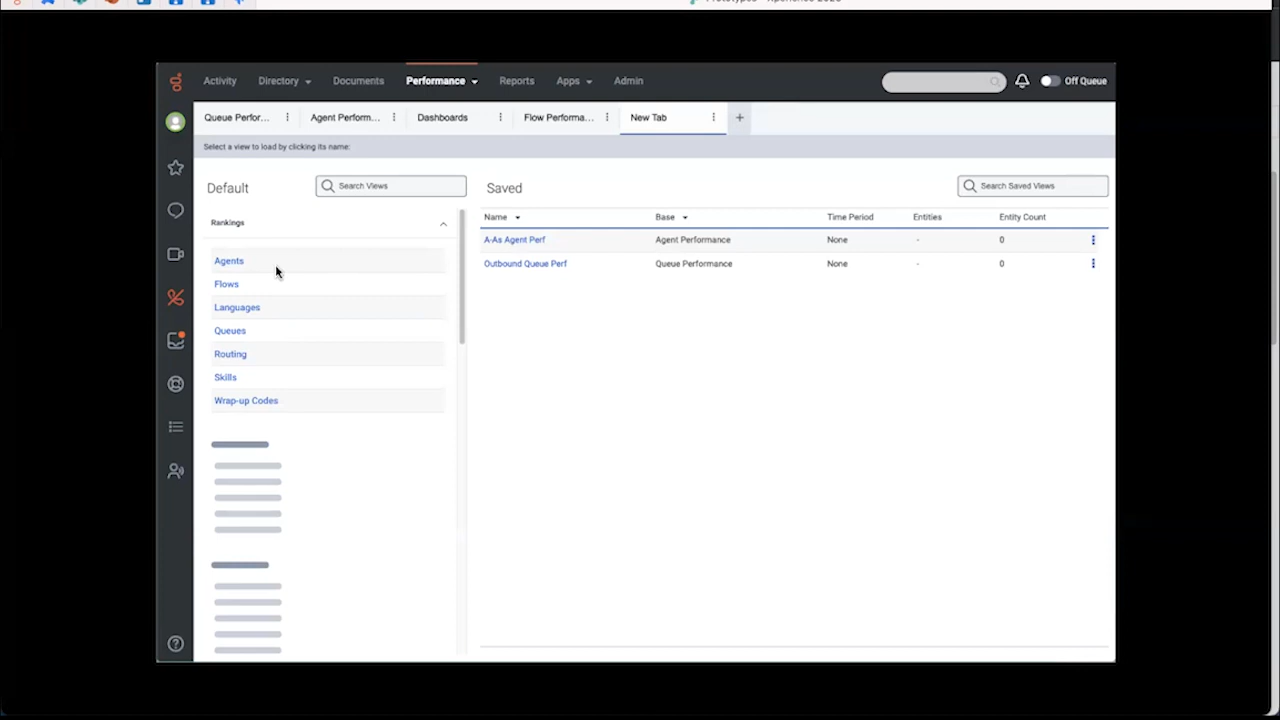 Activity Directory Documents Performance Reports Apps Admin Off Queue
Queue Perfor... Agent Perform... Dashboards Flow Performa... New Tab +
Select a view to load by clicking its name:
Default Search Views Saved Search Saved Views
Rankings
Name Base Time Period Entities Entity Count
A-As Agent Perf Agent Performance None - 0
Outbound Queue Perf Queue Performance None - 0
Agents
Flows
Languages
Queues
Routing
Skills
Wrap-up Codes